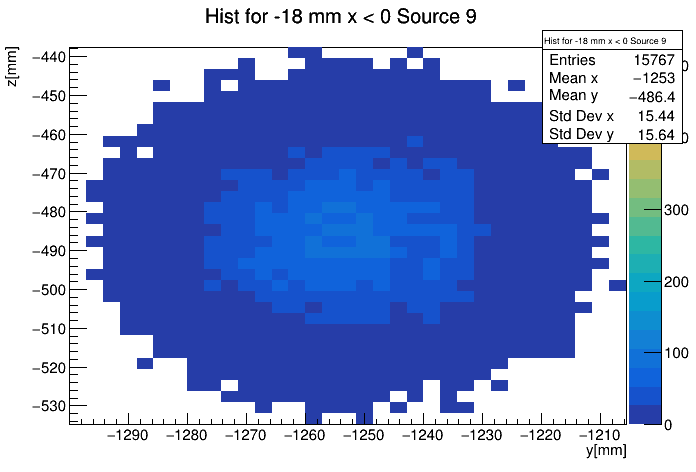 Hist for -18 mm x < 0 Source 9
Hist for -18 mm x < 0 Source 9
Entries 15767
Mean x −1253
Mean y −486.4
Std Dev x 15.44
Std Dev y 15.64
z[mm]
−440
−450
−460
−470
−480
−490
−500
−510
−520
−530
−1290 −1280 −1270 −1260 −1250 −1240 −1230 −1220 −1210
y[mm]
0
0
300
200
100
0